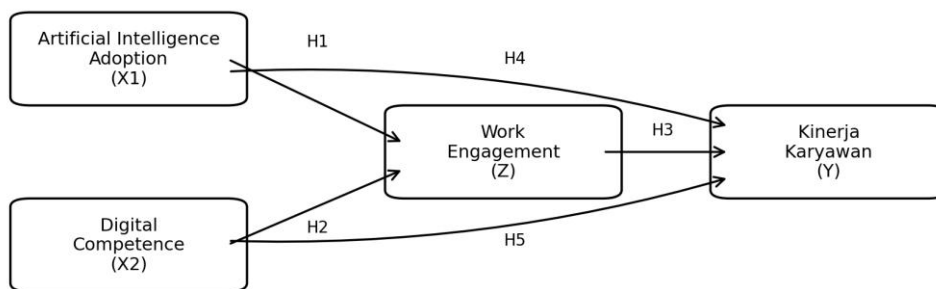 Artificial Intelligence
Adoption
(X1)
H1
H4
Work
Engagement
(Z)
H3
Kinerja
Karyawan
(Y)
Digital
Competence
(X2)
H2
H5